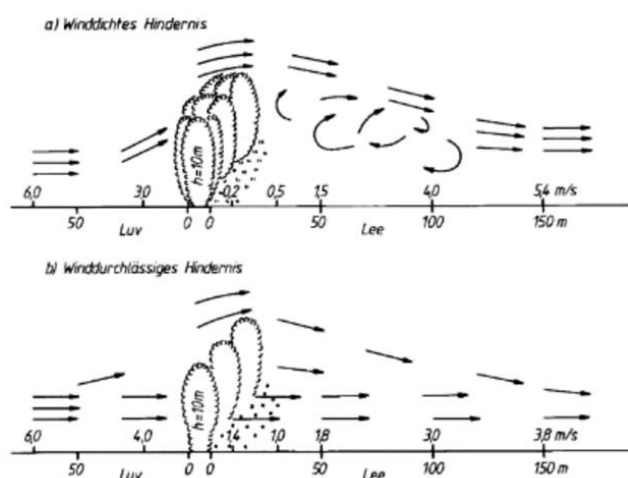 a) Winddichtes Hindernis
h=10m
6,0 3,0 0,2 0,5 1,5 4,0 5,4 m/s
50 0 0 50 100 150 m
Luv Lee
b) Winddurchlässiges Hindernis
h=10m
6,0 4,0 1,4 1,0 1,8 3,0 3,8 m/s
50 0 0 50 100 150 m
Luv Lee